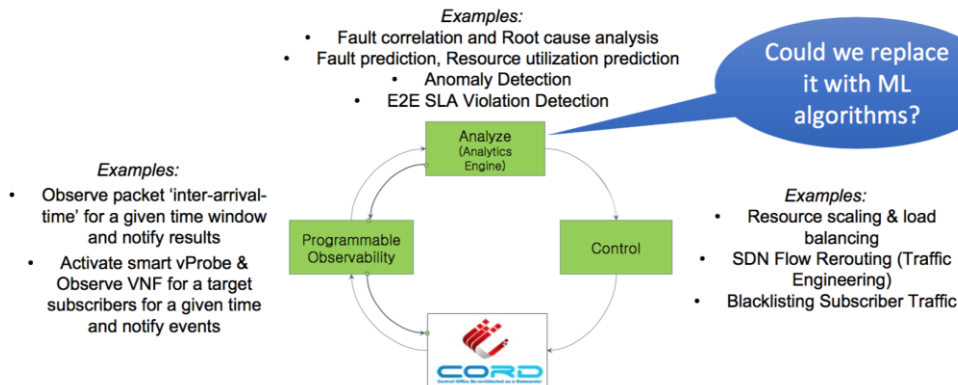 Examples:
• Fault correlation and Root cause analysis
• Fault prediction, Resource utilization prediction
• Anomaly Detection
• E2E SLA Violation Detection
Could we replace
it with ML
algorithms?
Analyze
(Analytics
Engine)
Examples:
• Observe packet ‘inter-arrival-
time’ for a given time window
and notify results
• Activate smart vProbe &
Observe VNF for a target
subscribers for a given time
and notify events
Programmable
Observability
Control
Examples:
• Resource scaling & load
balancing
• SDN Flow Rerouting (Traffic
Engineering)
• Blacklisting Subscriber Traffic
CORD
Central Office Re-architected as a Datacenter